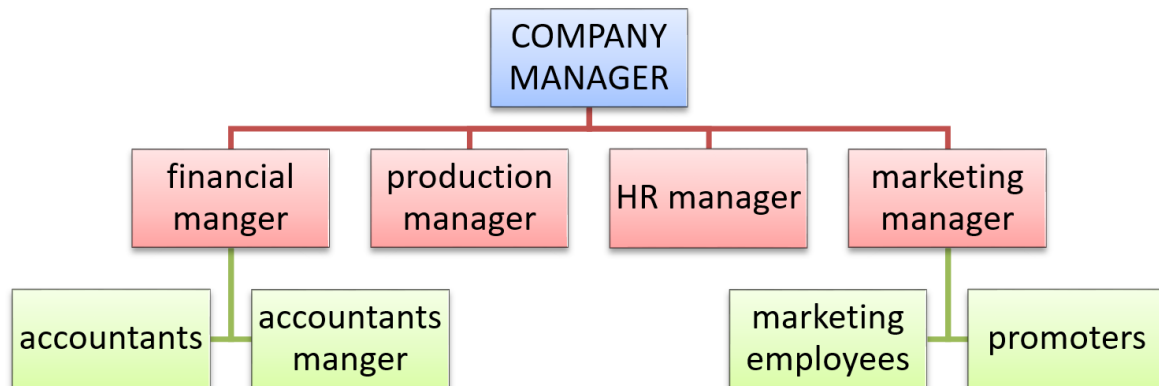 COMPANY
MANAGER
financial
manger
production
manager
HR manager
marketing
manager
accountants
accountants
manger
marketing
employees
promoters